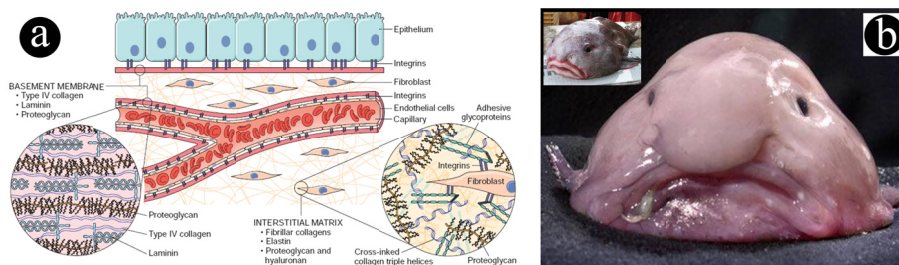 a
Epithelium
Integrins
BASEMENT MEMBRANE
• Type IV collagen
• Laminin
• Proteoglycan
Fibroblast
Integrins
Endothelial cells
Capillary
Adhesive
glycoproteins
Integrins
Fibroblast
Proteoglycan
Type IV collagen
Laminin
INTERSTITIAL MATRIX
• Fibrillar collagens
• Elastin
• Proteoglycan and
hyaluronan
Cross-inked
collagen triple helices
Proteoglycan
b